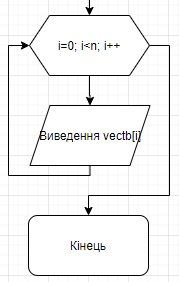 i=0; i<n; i++
Виведення vectb[i]
Кінець